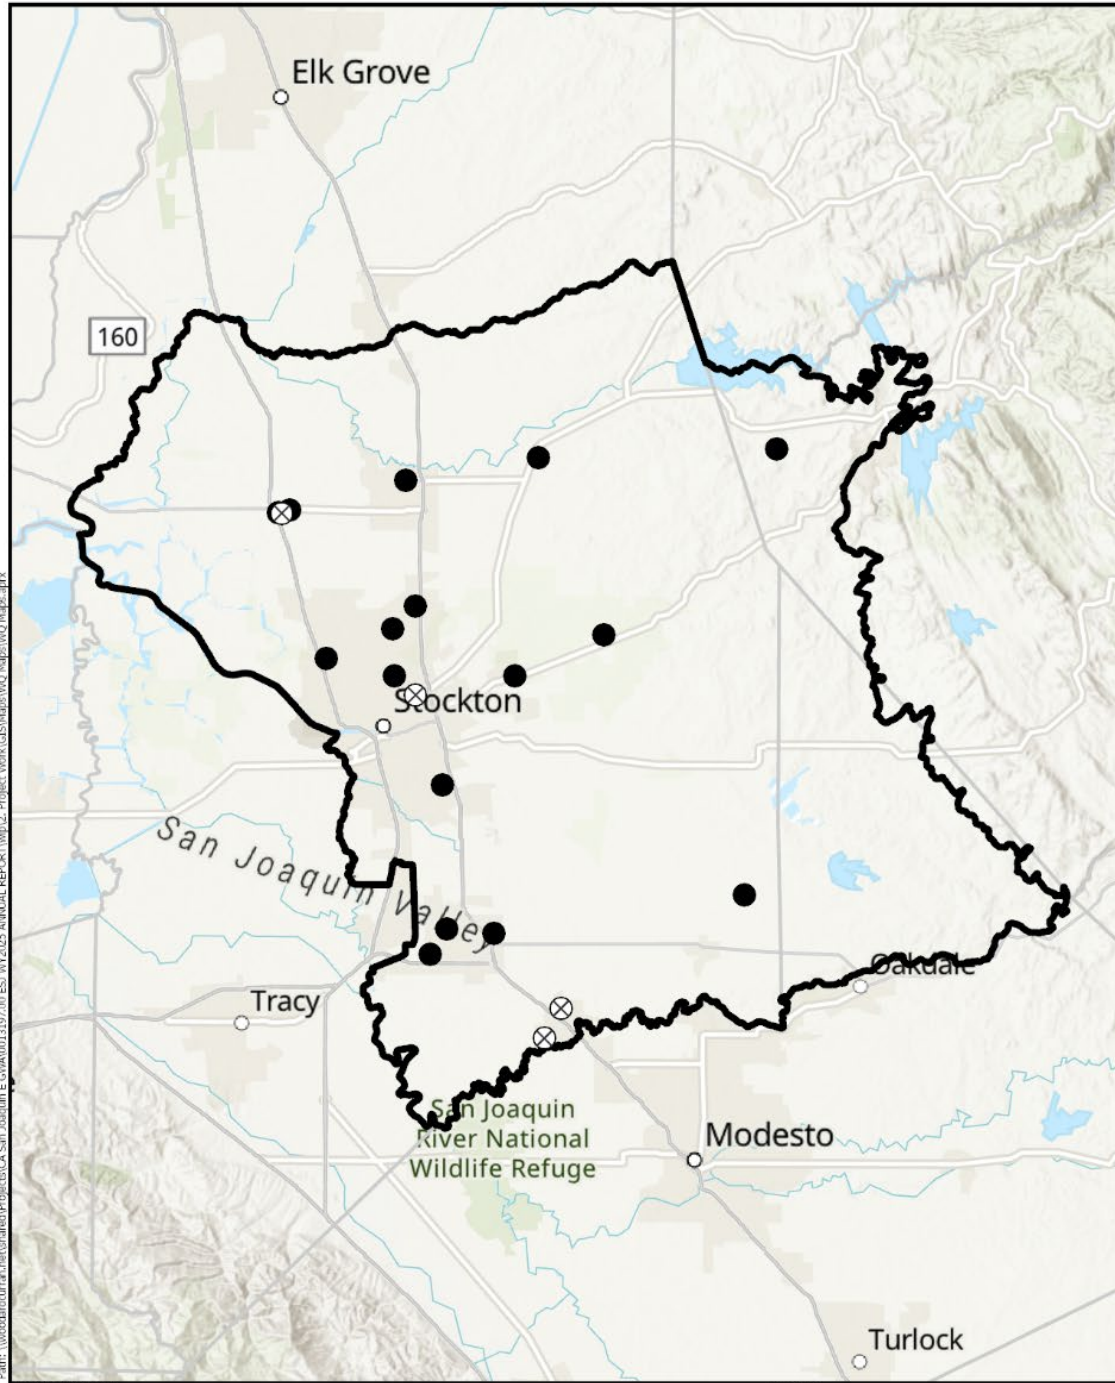 Elk Grove
160
Stockton
San Joaquin Valley
Oakdale
Tracy
San Joaquin
River National
Wildlife Refuge
Modesto
Turlock